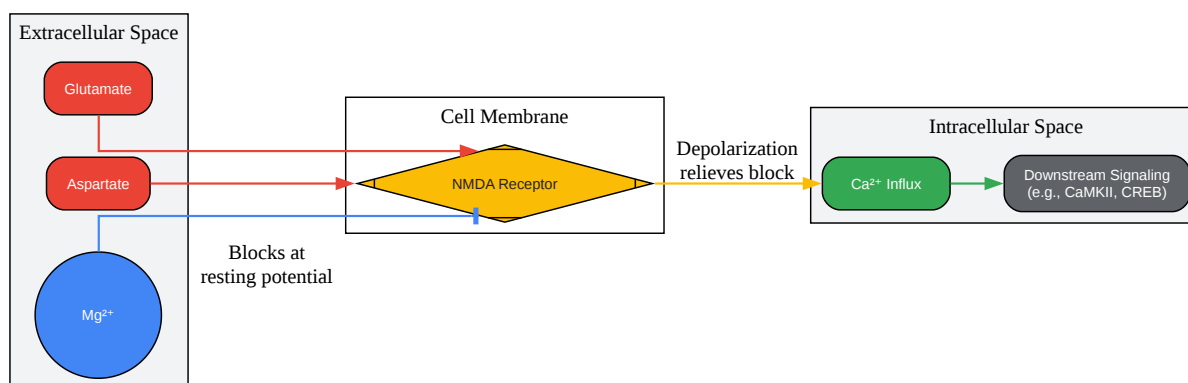 Extracellular Space
Glutamate
Aspartate
Mg²⁺
Blocks at
resting potential
Cell Membrane
NMDA Receptor
Depolarization
relieves block
Intracellular Space
Ca²⁺ Influx
Downstream Signaling
(e.g., CaMKII, CREB)